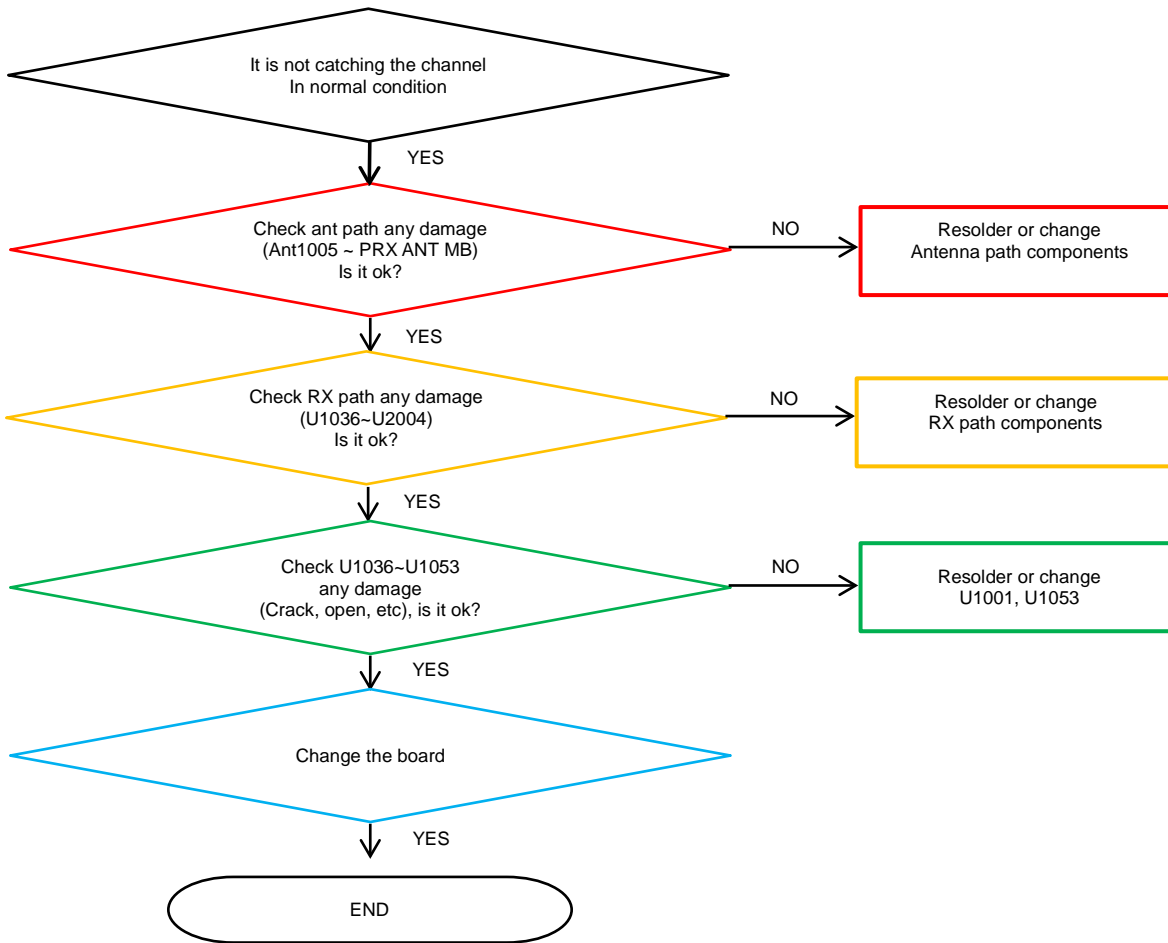 It is not catching the channel
In normal condition
YES
Check ant path any damage
(Ant1005 ~ PRX ANT MB)
Is it ok?
NO
Resolder or change
Antenna path components
YES
Check RX path any damage
(U1036~U2004)
Is it ok?
NO
Resolder or change
RX path components
YES
Check U1036~U1053
any damage
(Crack, open, etc), is it ok?
NO
Resolder or change
U1001, U1053
YES
Change the board
YES
END